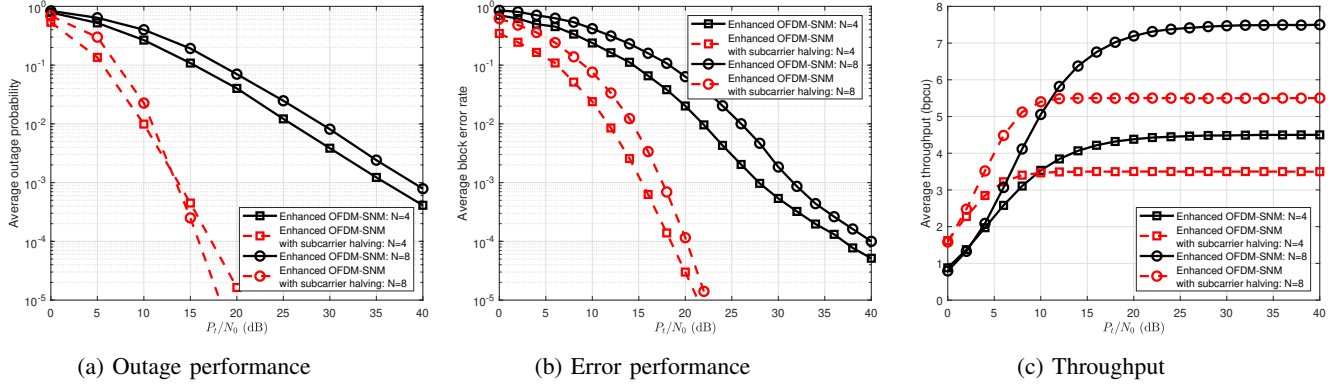 10^0
10^-1
10^-2
10^-3
10^-4
10^-5
Average outage probability
0 5 10 15 20 25 30 35 40
P_t/N_0 (dB)
Enhanced OFDM-SNM: N=4
Enhanced OFDM-SNM
with subcarrier halving: N=4
Enhanced OFDM-SNM: N=8
Enhanced OFDM-SNM
with subcarrier halving: N=8
(a) Outage performance
10^0
10^-1
10^-2
10^-3
10^-4
10^-5
Average block error rate
0 5 10 15 20 25 30 35 40
P_t/N_0 (dB)
Enhanced OFDM-SNM: N=4
Enhanced OFDM-SNM
with subcarrier halving: N=4
Enhanced OFDM-SNM: N=8
Enhanced OFDM-SNM
with subcarrier halving: N=8
(b) Error performance
8
7
6
5
4
3
2
1
0
Average throughput (bpcu)
0 5 10 15 20 25 30 35 40
P_t/N_0 (dB)
Enhanced OFDM-SNM: N=4
Enhanced OFDM-SNM
with subcarrier halving: N=4
Enhanced OFDM-SNM: N=8
Enhanced OFDM-SNM
with subcarrier halving: N=8
(c) Throughput